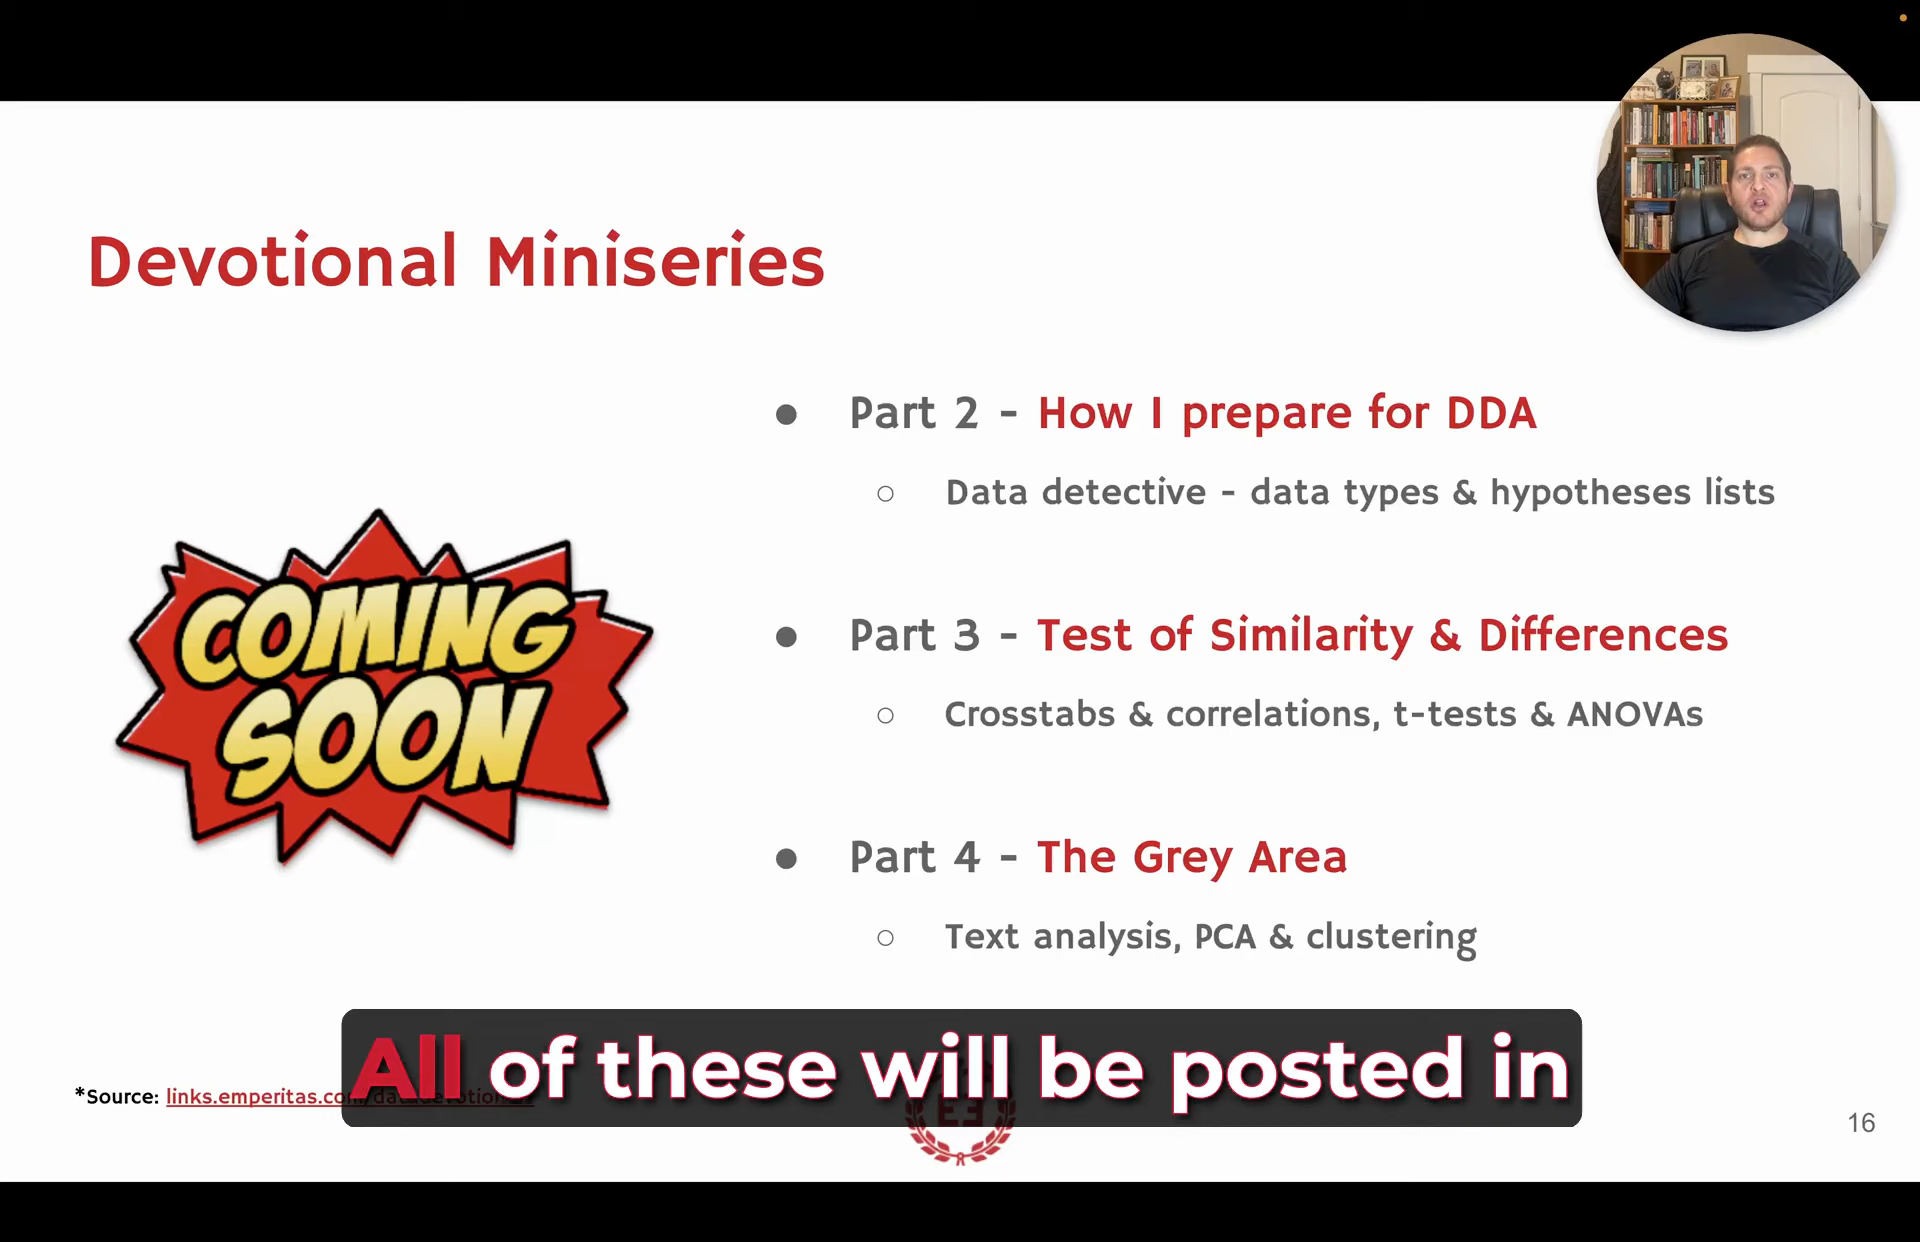 Devotional Miniseries
● Part 2 - How I prepare for DDA
○ Data detective - data types & hypotheses lists
COMING
SOON
● Part 3 - Test of Similarity & Differences
○ Crosstabs & correlations, t-tests & ANOVAs
● Part 4 - The Grey Area
○ Text analysis, PCA & clustering
All of these will be posted in
*Source: links.emperitas.com/datadevotional
16